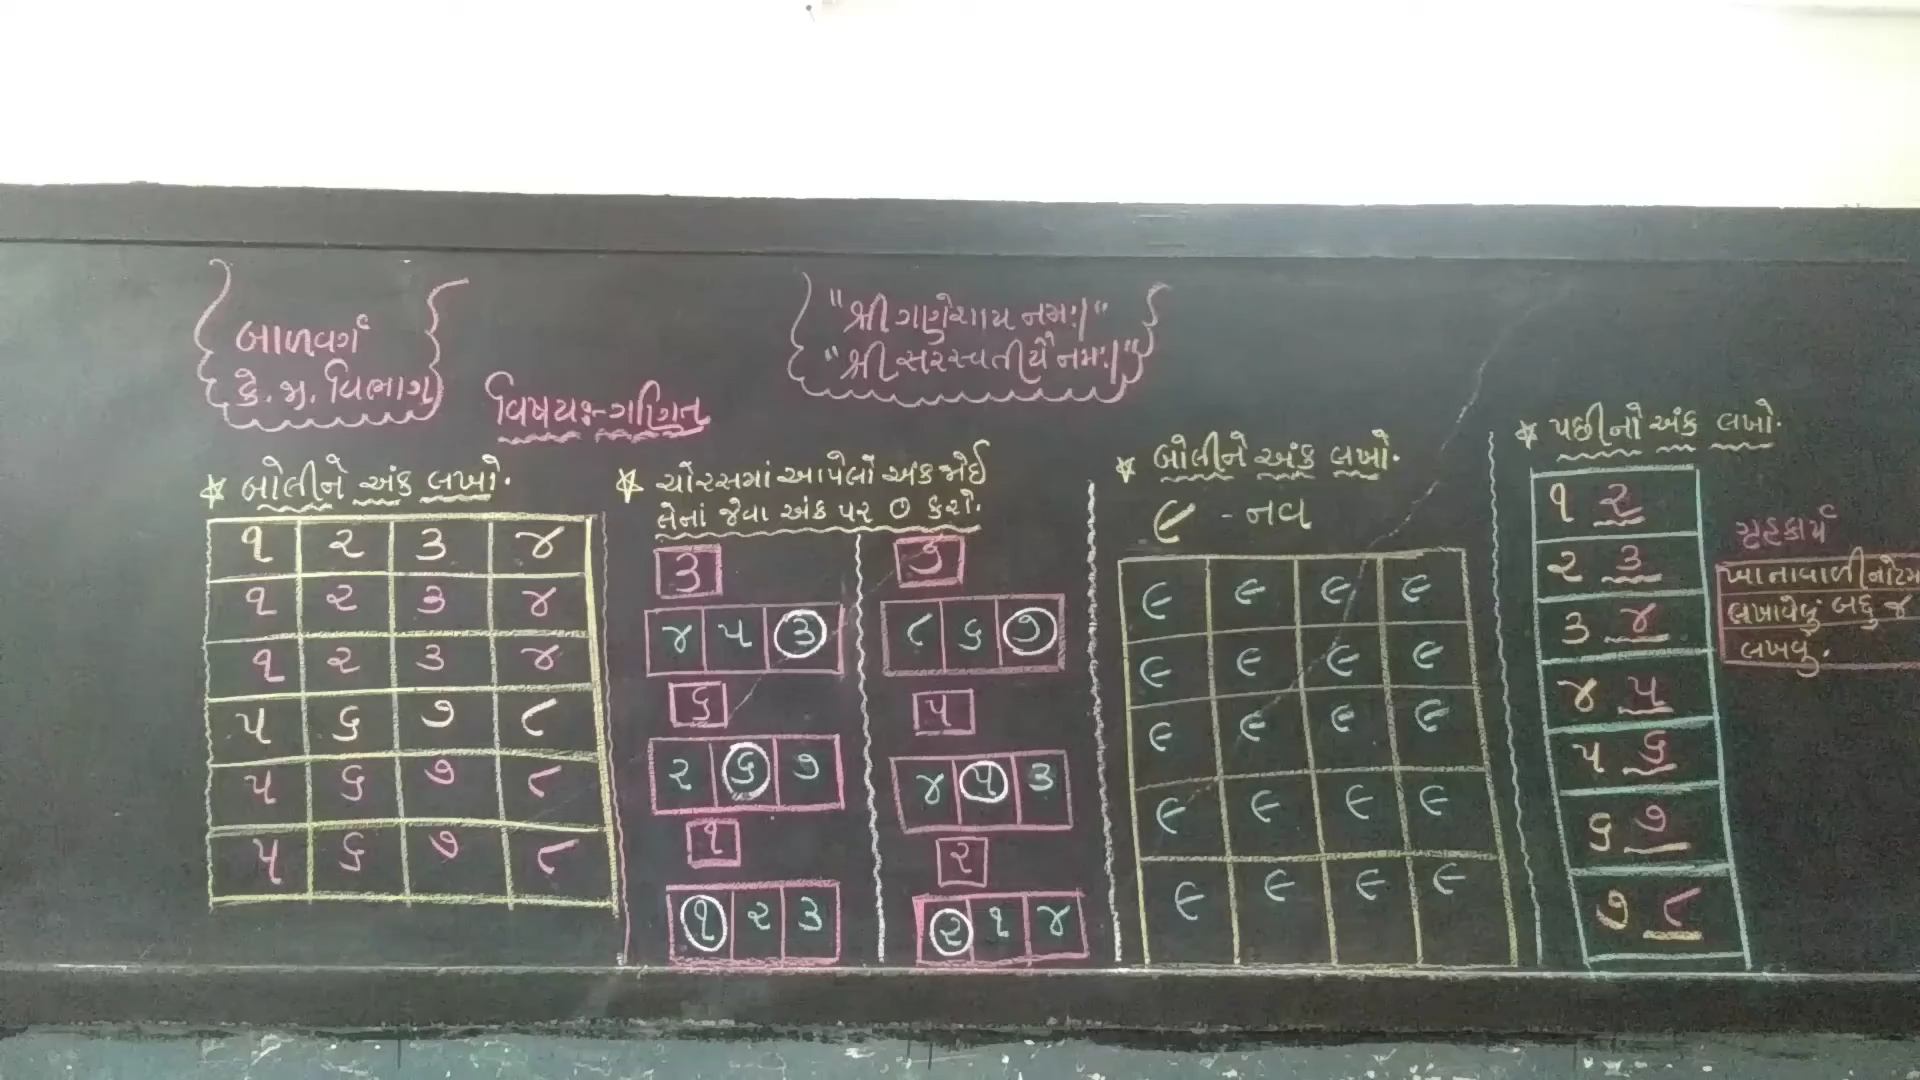 બાળવર્ગ
કે.મ. વિભાગ
"શ્રી ગણેશાય નમઃ।"
"શ્રી સરસ્વતીયૈ નમઃ।"
વિષયઃ- ગણિત
☆ બોલીને અંક લખો.
૧ ૨ ૩ ૪
૧ ૨ ૩ ૪
૧ ૨ ૩ ૪
૫ ૬ ૭ ૮
૫ ૬ ૭ ૮
૫ ૬ ૭ ૮
☆ ચોરસમાં આપેલો અંક જોઈ
તેનાં જેવા અંક પર ○ કરો.
૩
૪ ૫ ૩
૬
૨ ૬ ૭
૧
૧ ૨ ૩
૭
૮ ૬ ૭
૫
૪ ૫ ૩
૨
૨ ૧ ૪
☆ બોલીને અંક લખો.
૯ - નવ
૯ ૯ ૯ ૯
૯ ૯ ૯ ૯
૯ ૯ ૯ ૯
૯ ૯ ૯ ૯
૯ ૯ ૯ ૯
☆ પછીનો અંક લખો.
૧ ૨
૨ ૩
૩ ૪
૪ ૫
૫ ૬
૬ ૭
૭ ૮
ગૃહકાર્ય
ખાનાવાળી નોટમ
લખાવેલું બધુ જ
લખવું.